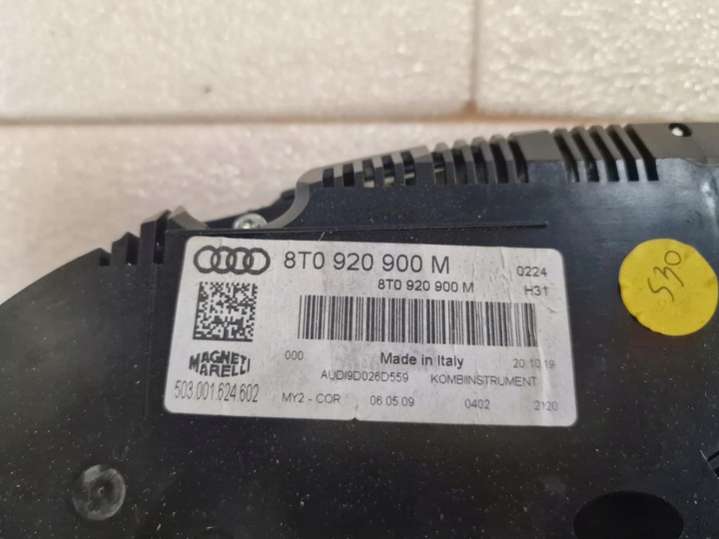 8T0 920 900 M
0224
8T0 920 900 M
H31
000
Made in Italy
20.10.19
MAGNETI
MARELLI
AUDI9D026D559
KOMBIINSTRUMENT
503.001.624.602
MY2 - COR
06.05.09
0402
2120
530